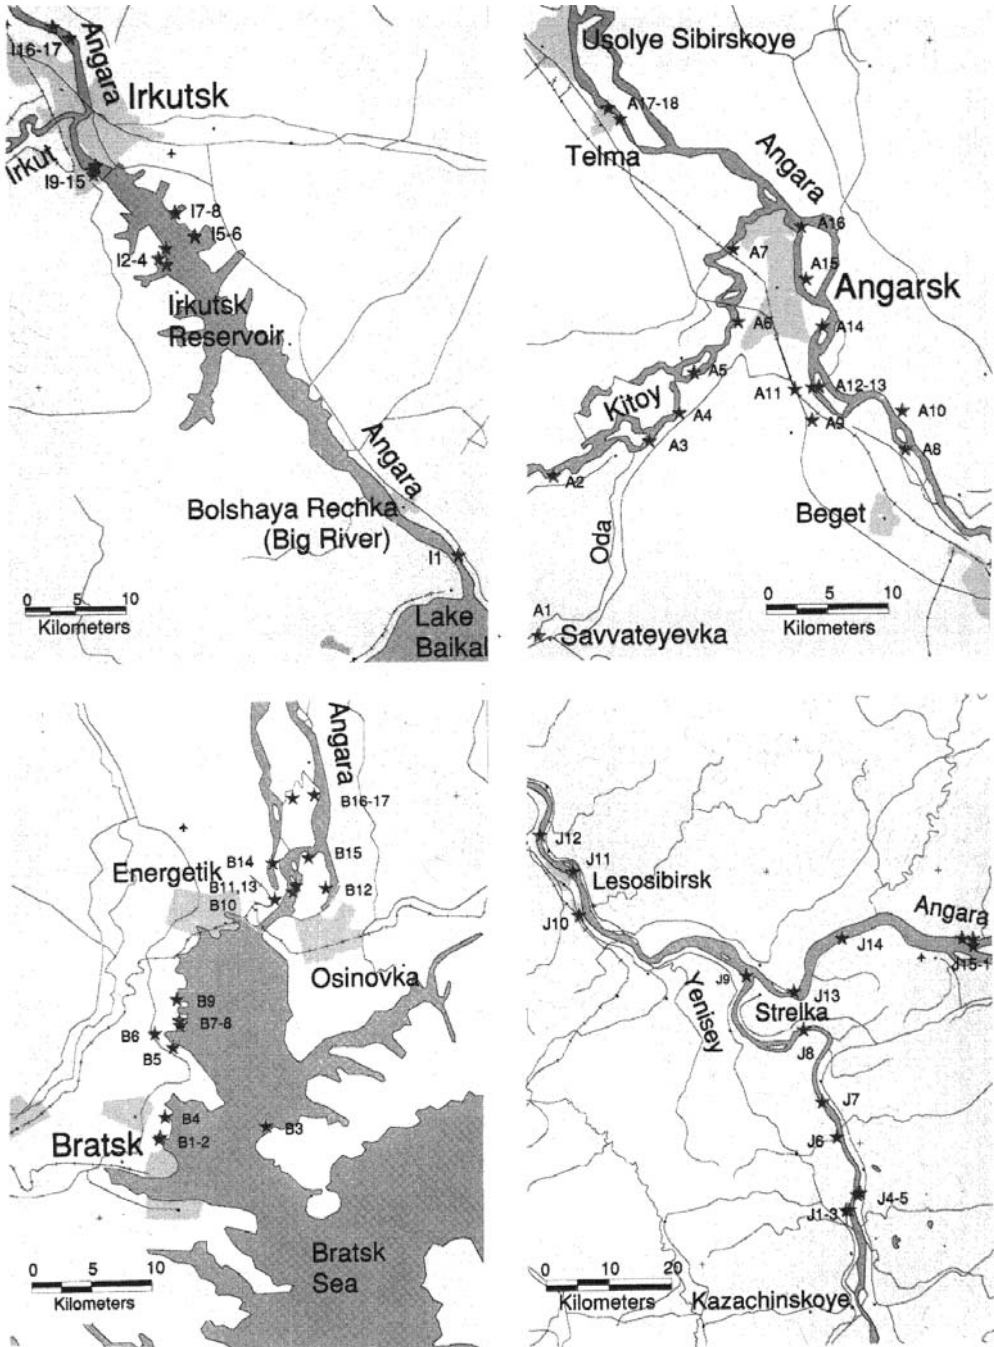 I16-17
Angara
Irkutsk
Irkut
I9-15
I7-8
I5-6
I2-4
Irkutsk
Reservoir
Angara
Bolshaya Rechka
(Big River)
I1
0 10
Kilometers
Lake
Baikal
Usolye Sibirskoye
A17-18
Telma
Angara
A16
A7
A15
Angarsk
A6
A14
A5
A11
A12-13
Kitoy
A4
A9
A10
A3
A8
A2
Oda
Beget
A1
Savvateyevka
0 10
Kilometers
Angara
B16-17
B15
B14
Energetik
B11,13
B12
B10
Osinovka
B9
B7-8
B6
B5
B4
B3
Bratsk
B1-2
Bratsk
Sea
0 10
Kilometers
J12
J11
Lesosibirsk
J10
Angara
J14
J15-1
J9
J13
Yenisey
Strelka
J8
J7
J6
J4-5
J1-3
0 10 20
Kilometers
Kazachinskoye